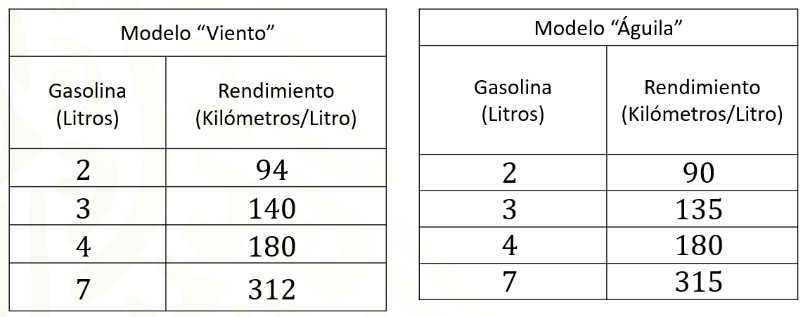 Modelo “Viento”
Gasolina
(Litros)
Rendimiento
(Kilómetros/Litro)
2 94
3 140
4 180
7 312
Modelo “Águila”
Gasolina
(Litros)
Rendimiento
(Kilómetros/Litro)
2 90
3 135
4 180
7 315